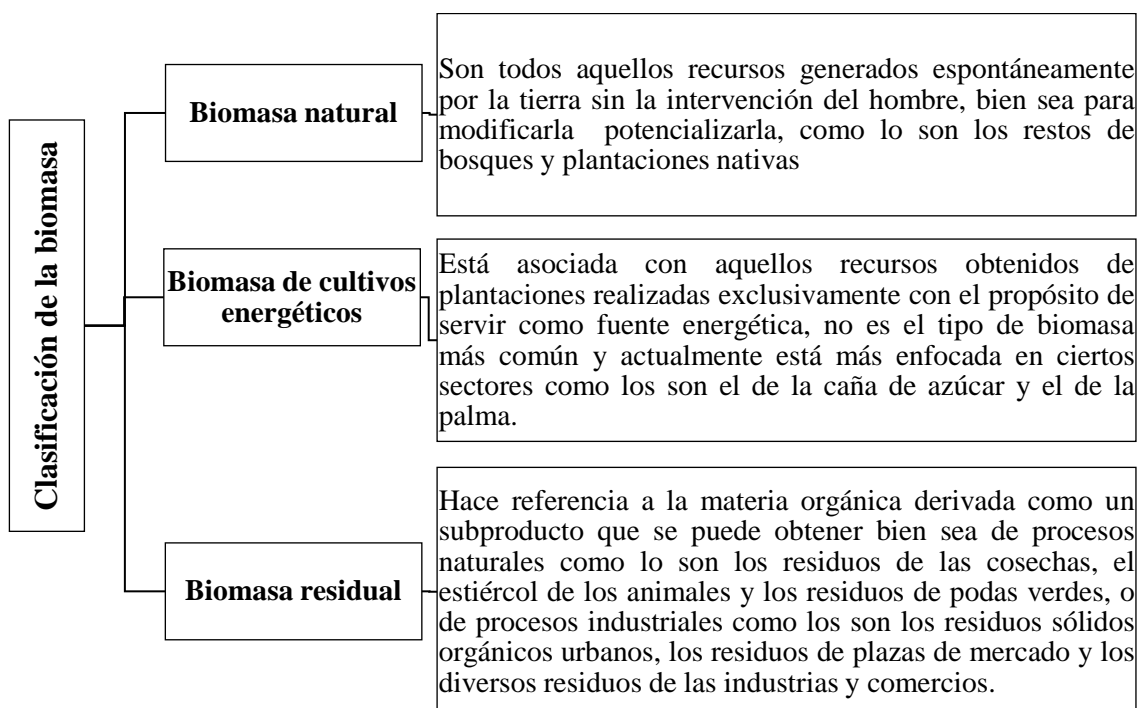 Clasificación de la biomasa
Biomasa natural
Son todos aquellos recursos generados espontáneamente
por la tierra sin la intervención del hombre, bien sea para
modificarla potencializarla, como lo son los restos de
bosques y plantaciones nativas
Biomasa de cultivos
energéticos
Está asociada con aquellos recursos obtenidos de
plantaciones realizadas exclusivamente con el propósito de
servir como fuente energética, no es el tipo de biomasa
más común y actualmente está más enfocada en ciertos
sectores como los son el de la caña de azúcar y el de la
palma.
Biomasa residual
Hace referencia a la materia orgánica derivada como un
subproducto que se puede obtener bien sea de procesos
naturales como lo son los residuos de las cosechas, el
estiércol de los animales y los residuos de podas verdes, o
de procesos industriales como los son los residuos sólidos
orgánicos urbanos, los residuos de plazas de mercado y los
diversos residuos de las industrias y comercios.